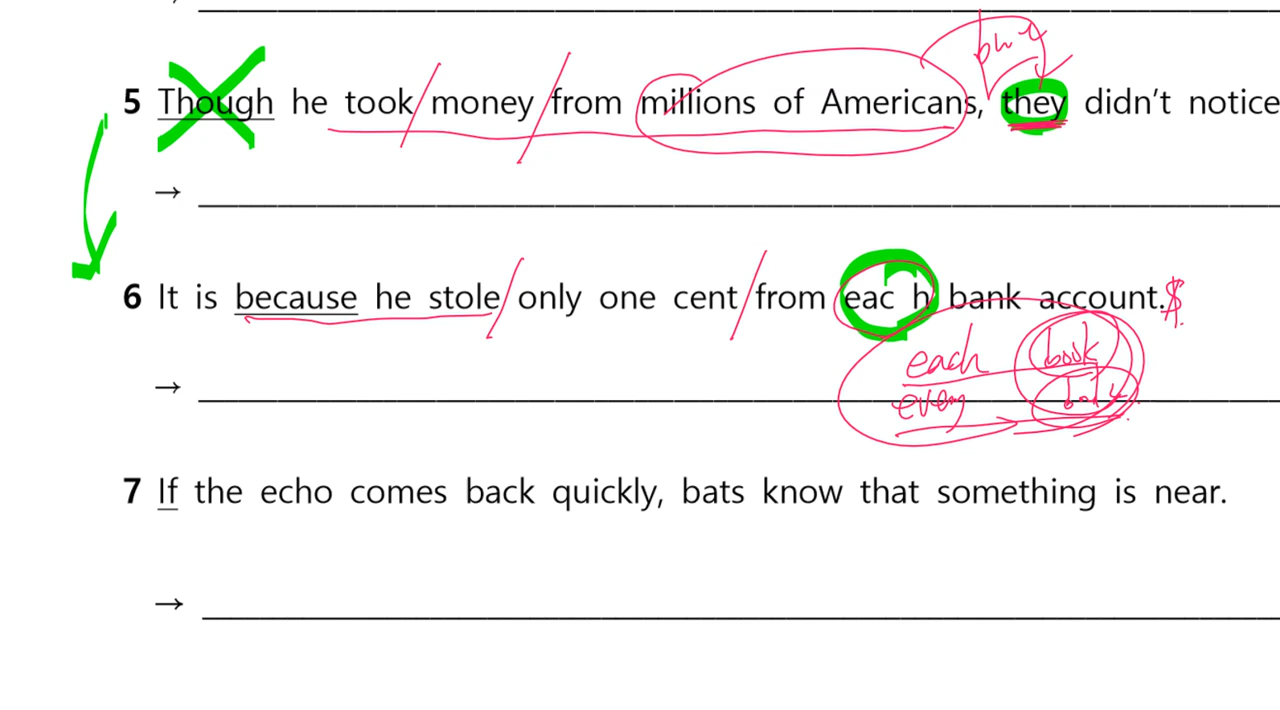 but
5 Though he took money from millions of Americans, they didn't notice
→
6 It is because he stole only one cent from eac h bank account.$
each book
every body
→
7 If the echo comes back quickly, bats know that something is near.
→